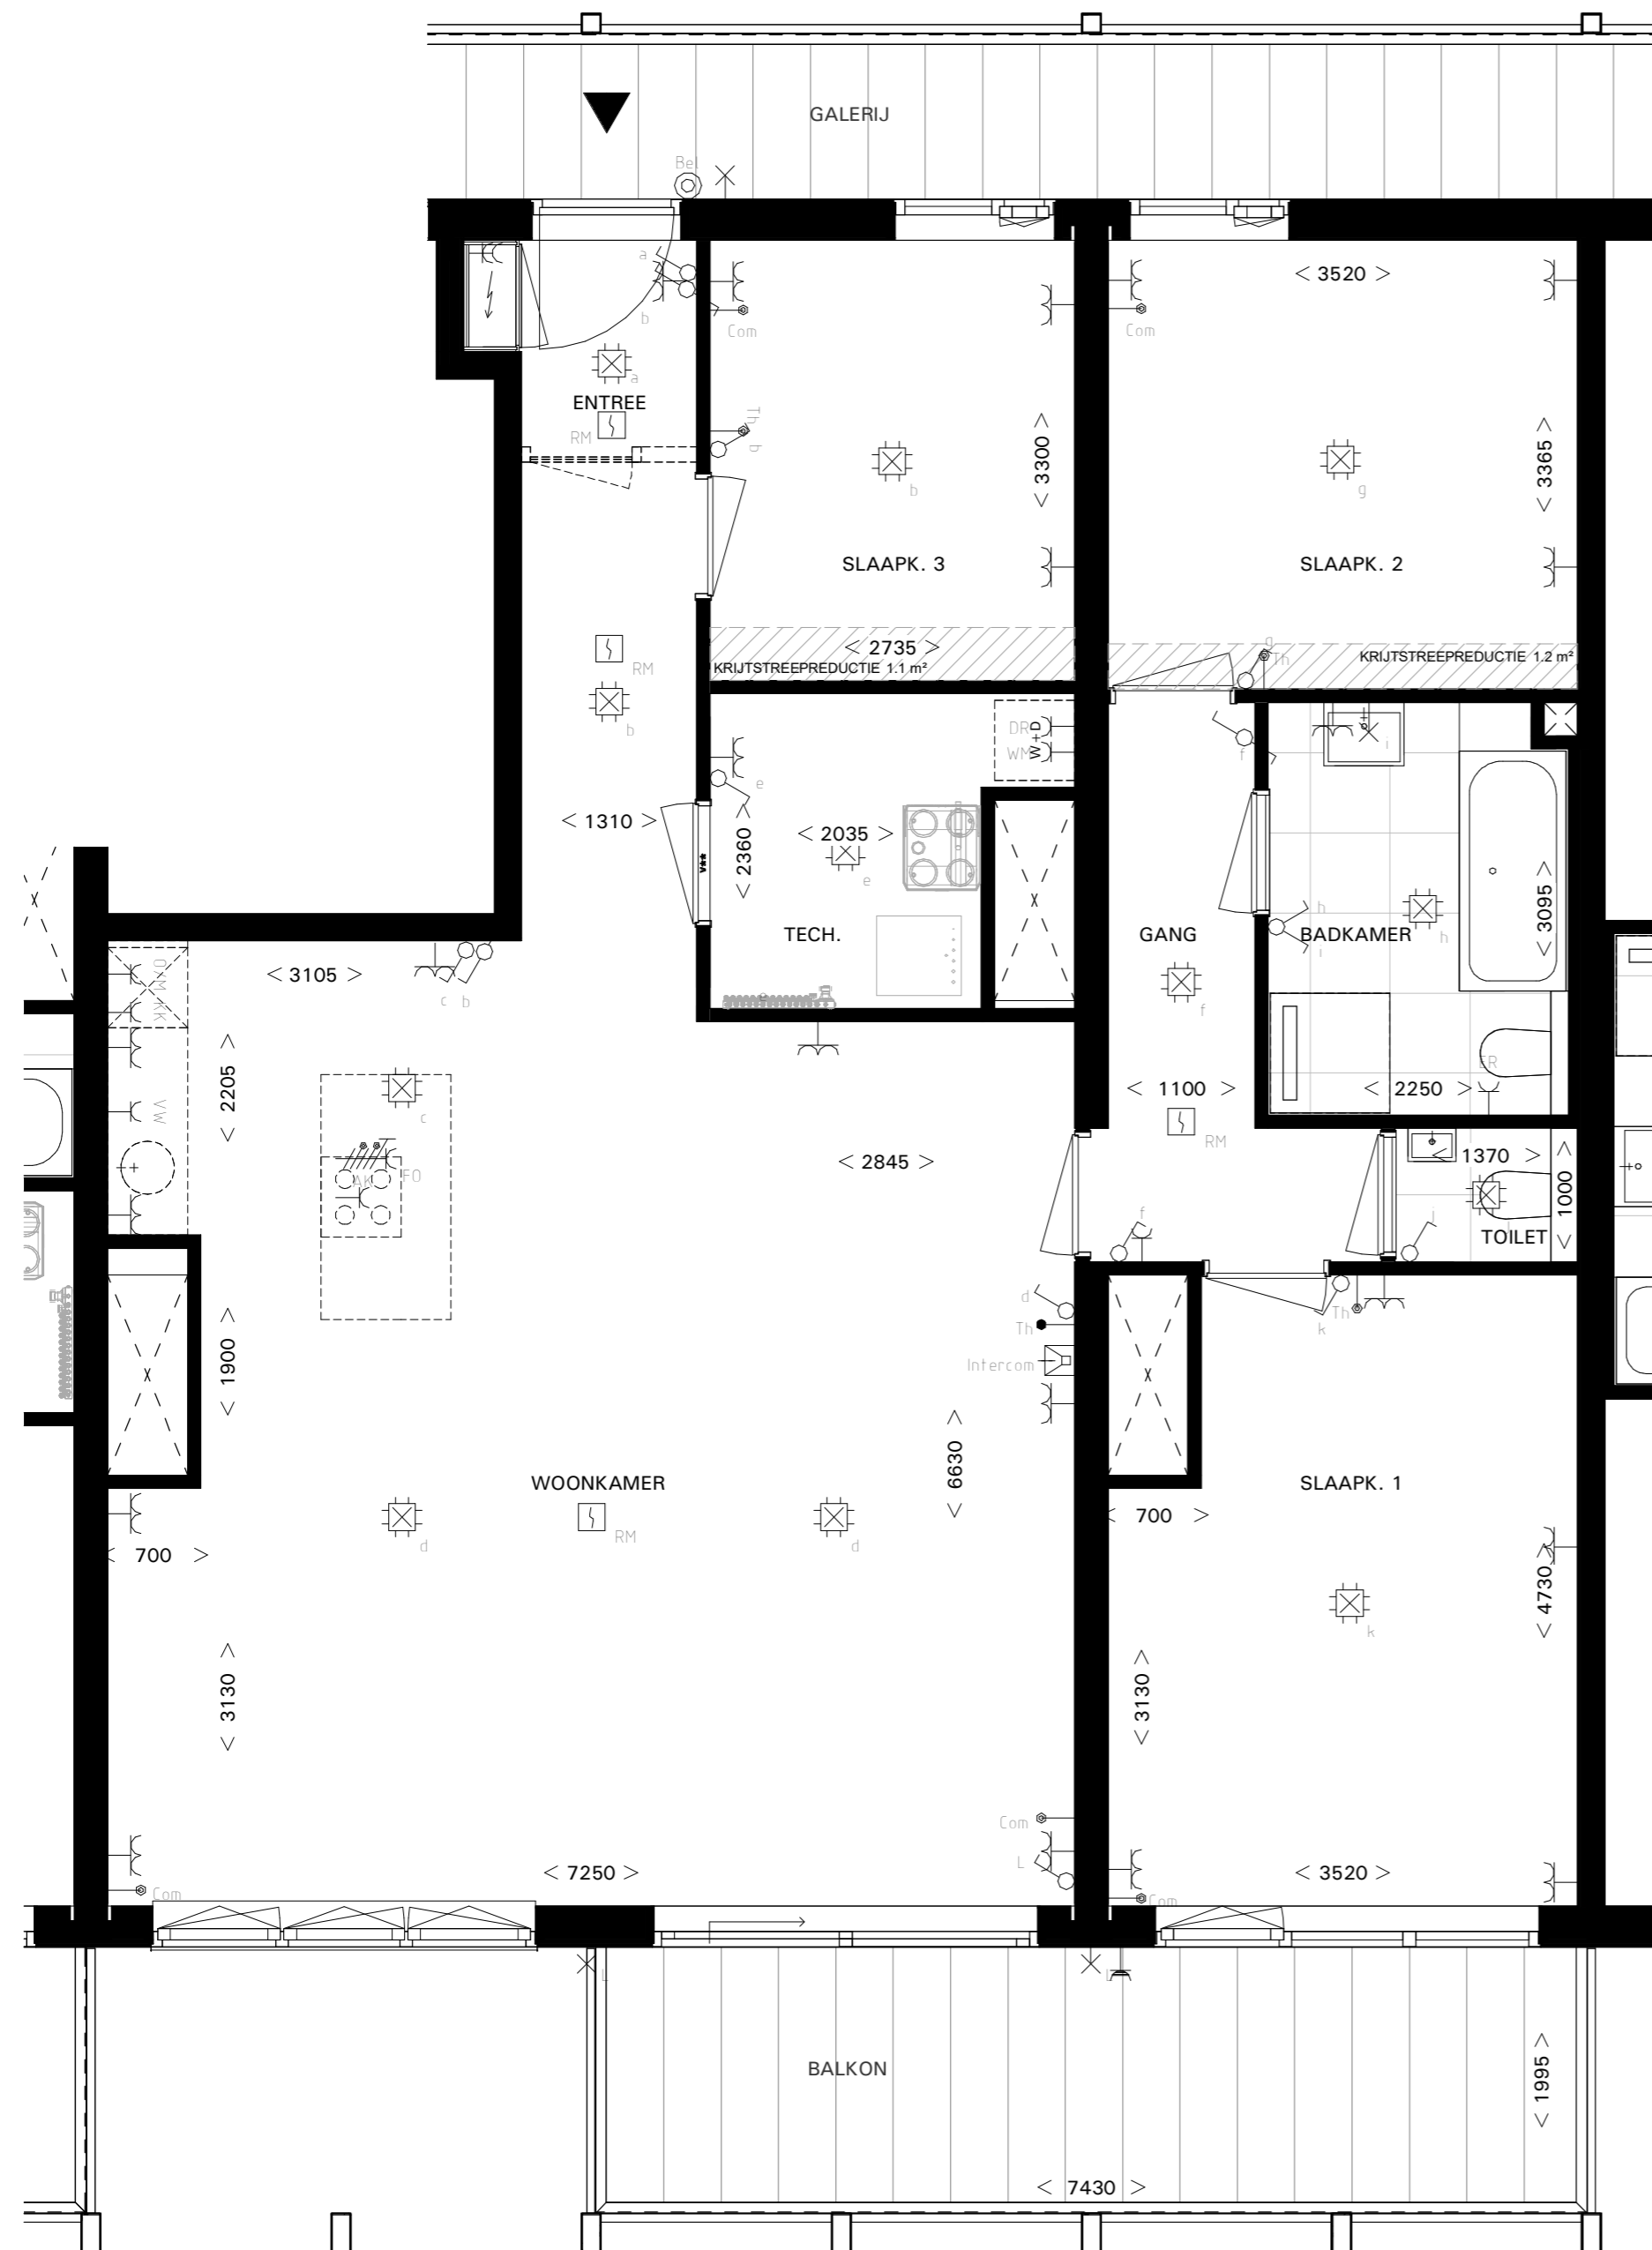 GALERIJ
Bel
a
b
Com
Com
< 3520 >
a
ENTREE
RM
Th
b
b
< 3300 >
g
< 3365 >
SLAAPK. 3
SLAAPK. 2
RM
b
< 2735 >
KRIJTSTREEPREDUCTIE 1.1 m²
g
Th
KRIJTSTREEPREDUCTIE 1.2 m²
DR
WM
W+D
e
f
i
< 1310 >
< 2360 >
< 2035 >
e
TECH.
GANG
f
h
i
BADKAMER
h
< 3095 >
< 3105 >
c
b
KK
VW
< 2205 >
c
AK
FO
< 2845 >
< 1100 >
RM
< 2250 >
ER
< 1370 >
< 1000 >
TOILET
f
j
d
Th
Intercom
Th
k
< 1900 >
WOONKAMER
RM
d
d
< 6630 >
SLAAPK. 1
< 700 >
< 700 >
k
< 4730 >
< 3130 >
< 3130 >
Com
L
Com
< 7250 >
< 3520 >
Com
L
L
BALKON
< 1995 >
< 7430 >